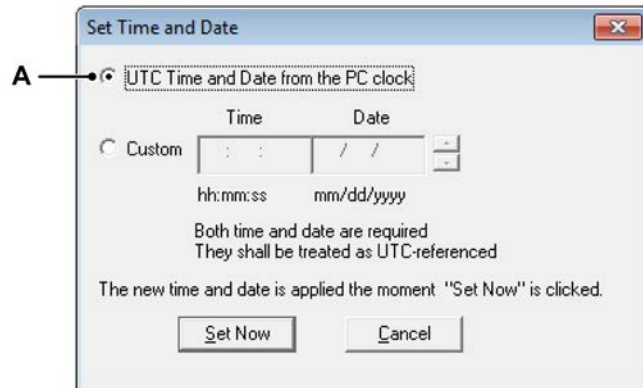 Set Time and Date
A
UTC Time and Date from the PC clock
Time Date
Custom : : / /
hh:mm:ss mm/dd/yyyy
Both time and date are required
They shall be treated as UTC-referenced
The new time and date is applied the moment "Set Now" is clicked.
Set Now Cancel